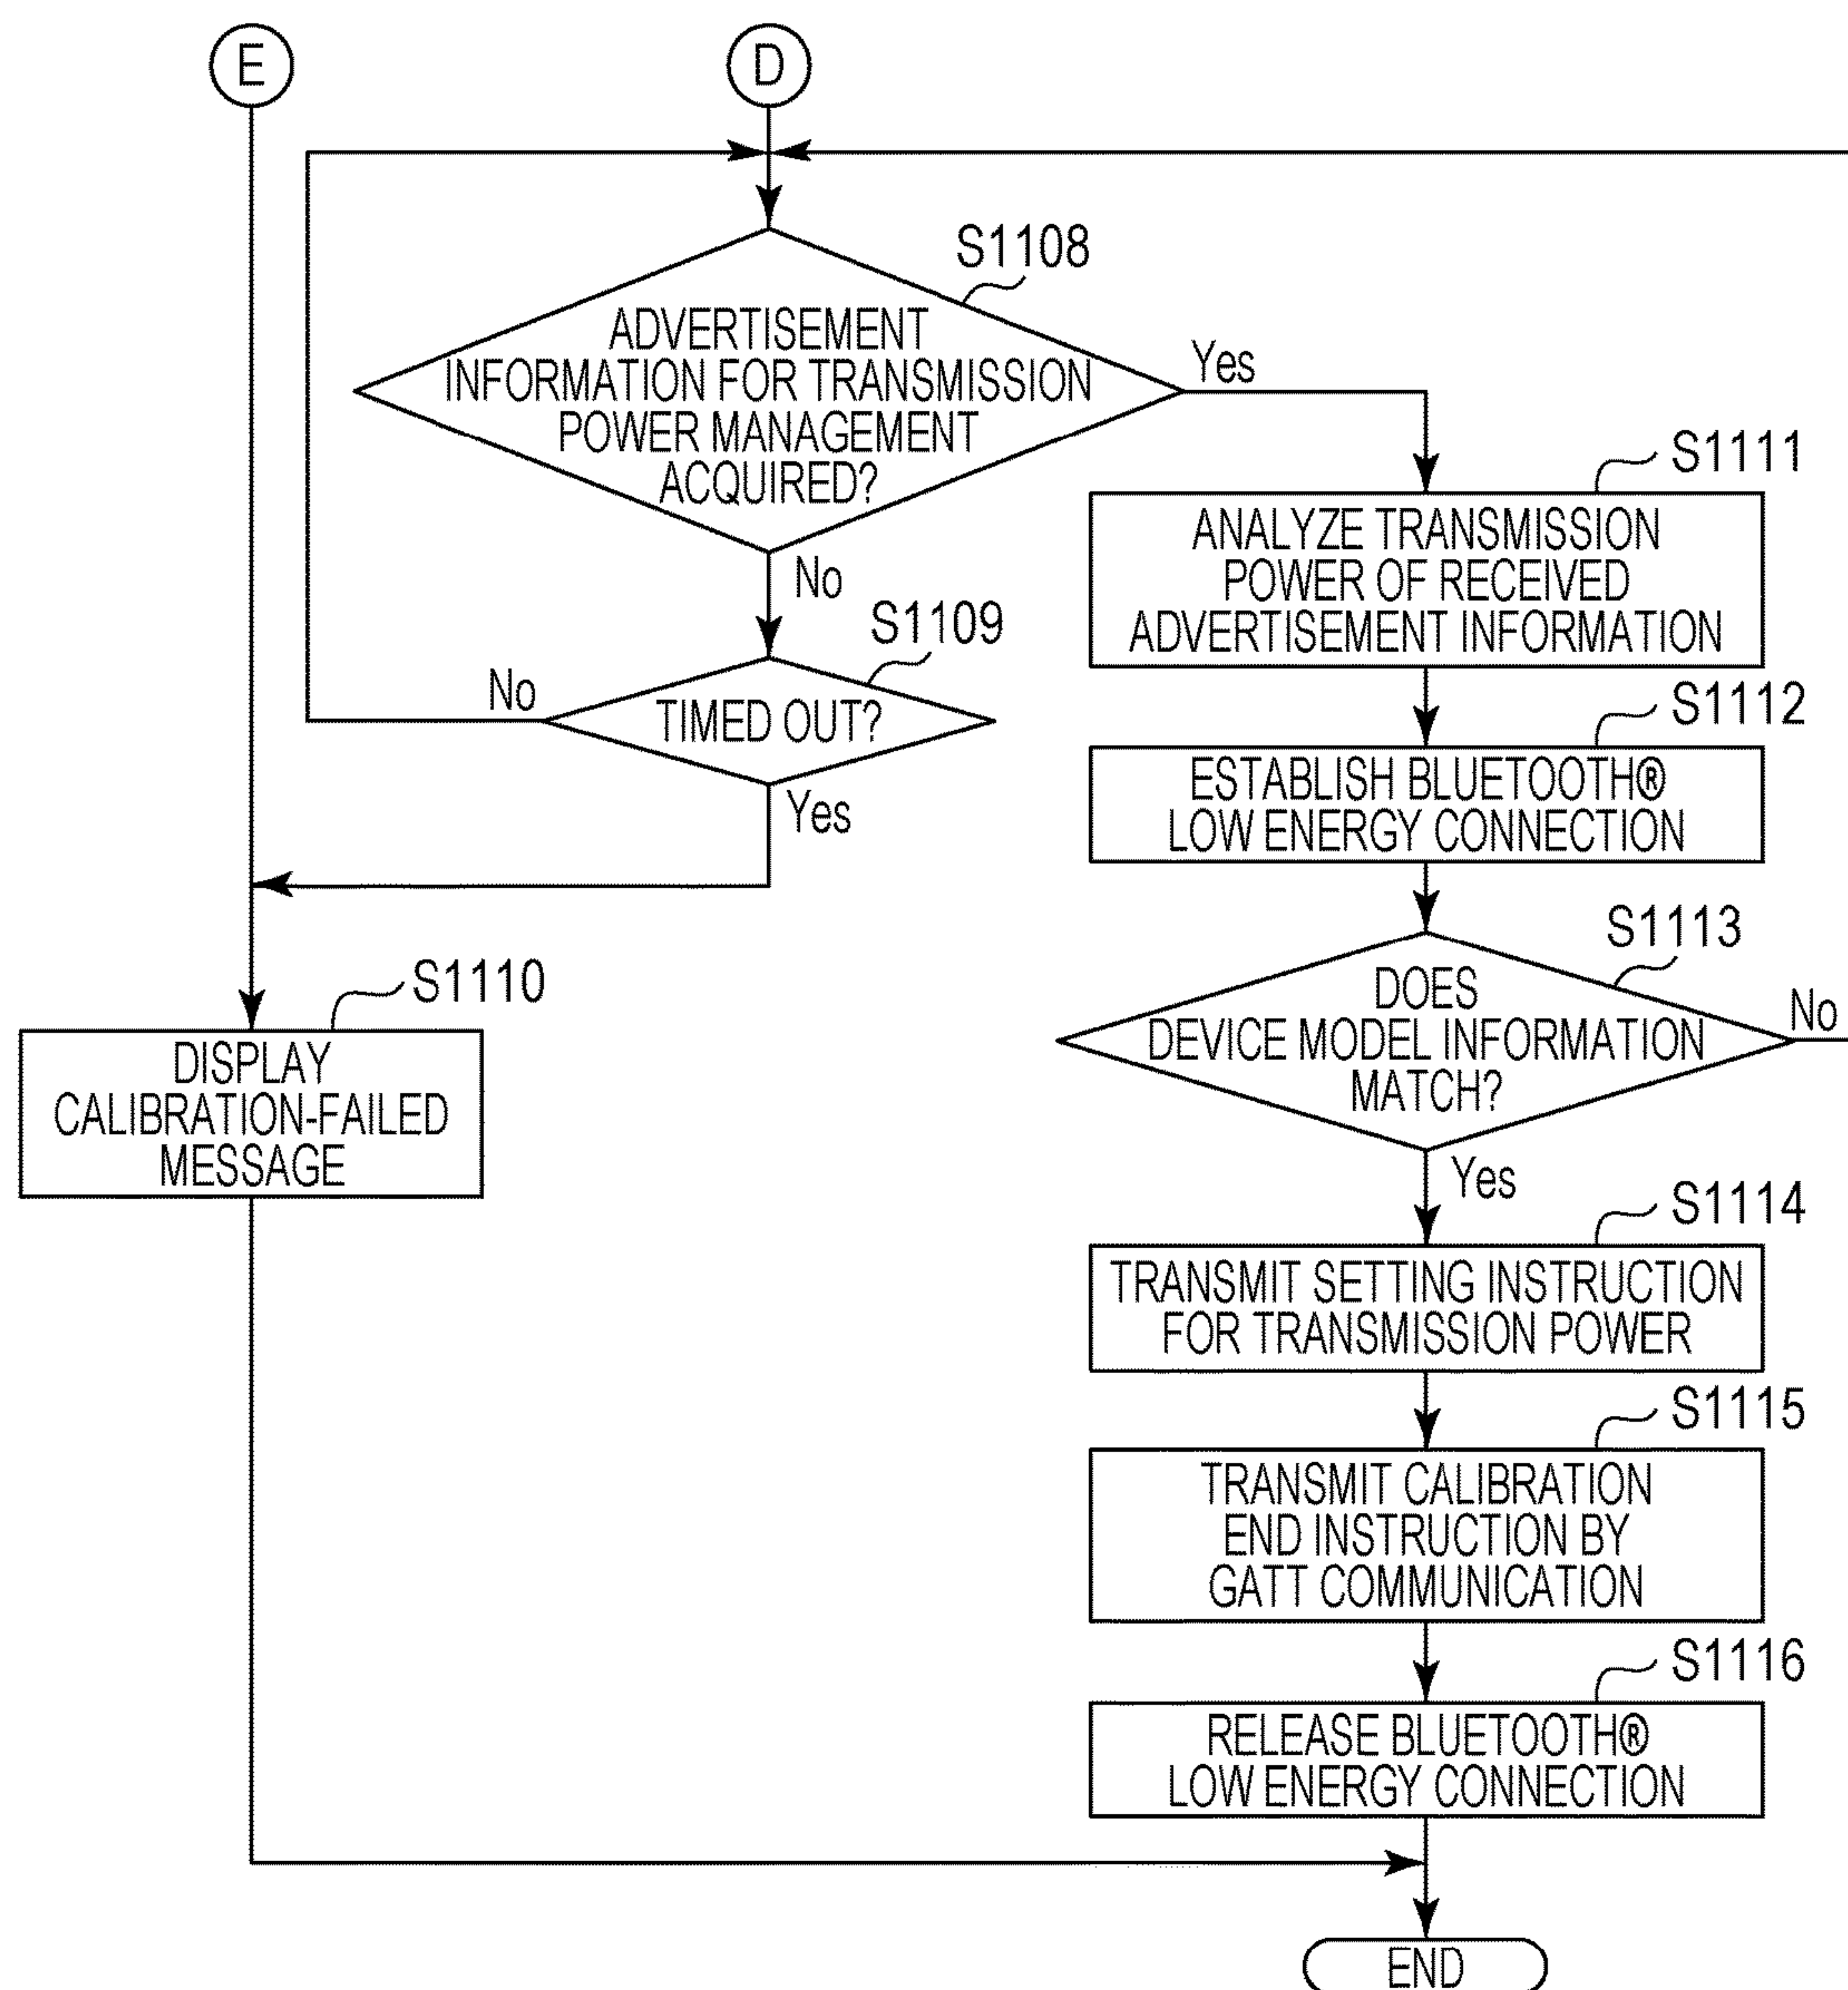 E
D
S1108
ADVERTISEMENT
INFORMATION FOR TRANSMISSION
POWER MANAGEMENT
ACQUIRED?
Yes
No
S1109
TIMED OUT?
No
Yes
S1110
DISPLAY
CALIBRATION-FAILED
MESSAGE
S1111
ANALYZE TRANSMISSION
POWER OF RECEIVED
ADVERTISEMENT INFORMATION
S1112
ESTABLISH BLUETOOTH®
LOW ENERGY CONNECTION
S1113
DOES
DEVICE MODEL INFORMATION
MATCH?
No
Yes
S1114
TRANSMIT SETTING INSTRUCTION
FOR TRANSMISSION POWER
S1115
TRANSMIT CALIBRATION
END INSTRUCTION BY
GATT COMMUNICATION
S1116
RELEASE BLUETOOTH®
LOW ENERGY CONNECTION
END